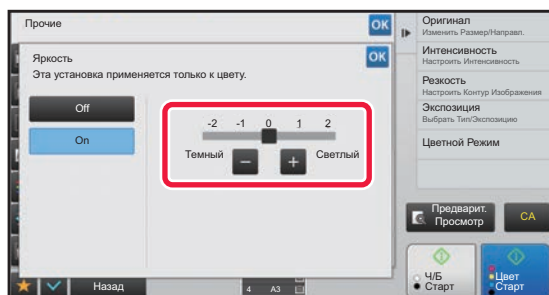 Прочие
OK
Яркость
OK
Эта установка применяется только к цвету.
Off
On
-2 -1 0 1 2
Темный
Светлый
Назад
4 A3
Оригинал
Изменить Размер/Направл.
Интенсивность
Настроить Интенсивность
Резкость
Настроить Контур Изображения
Экспозиция
Выбрать Тип/Экспозицию
Цветной Режим
Предварит.
Просмотр
CA
Ч/Б
Старт
Цвет
Старт